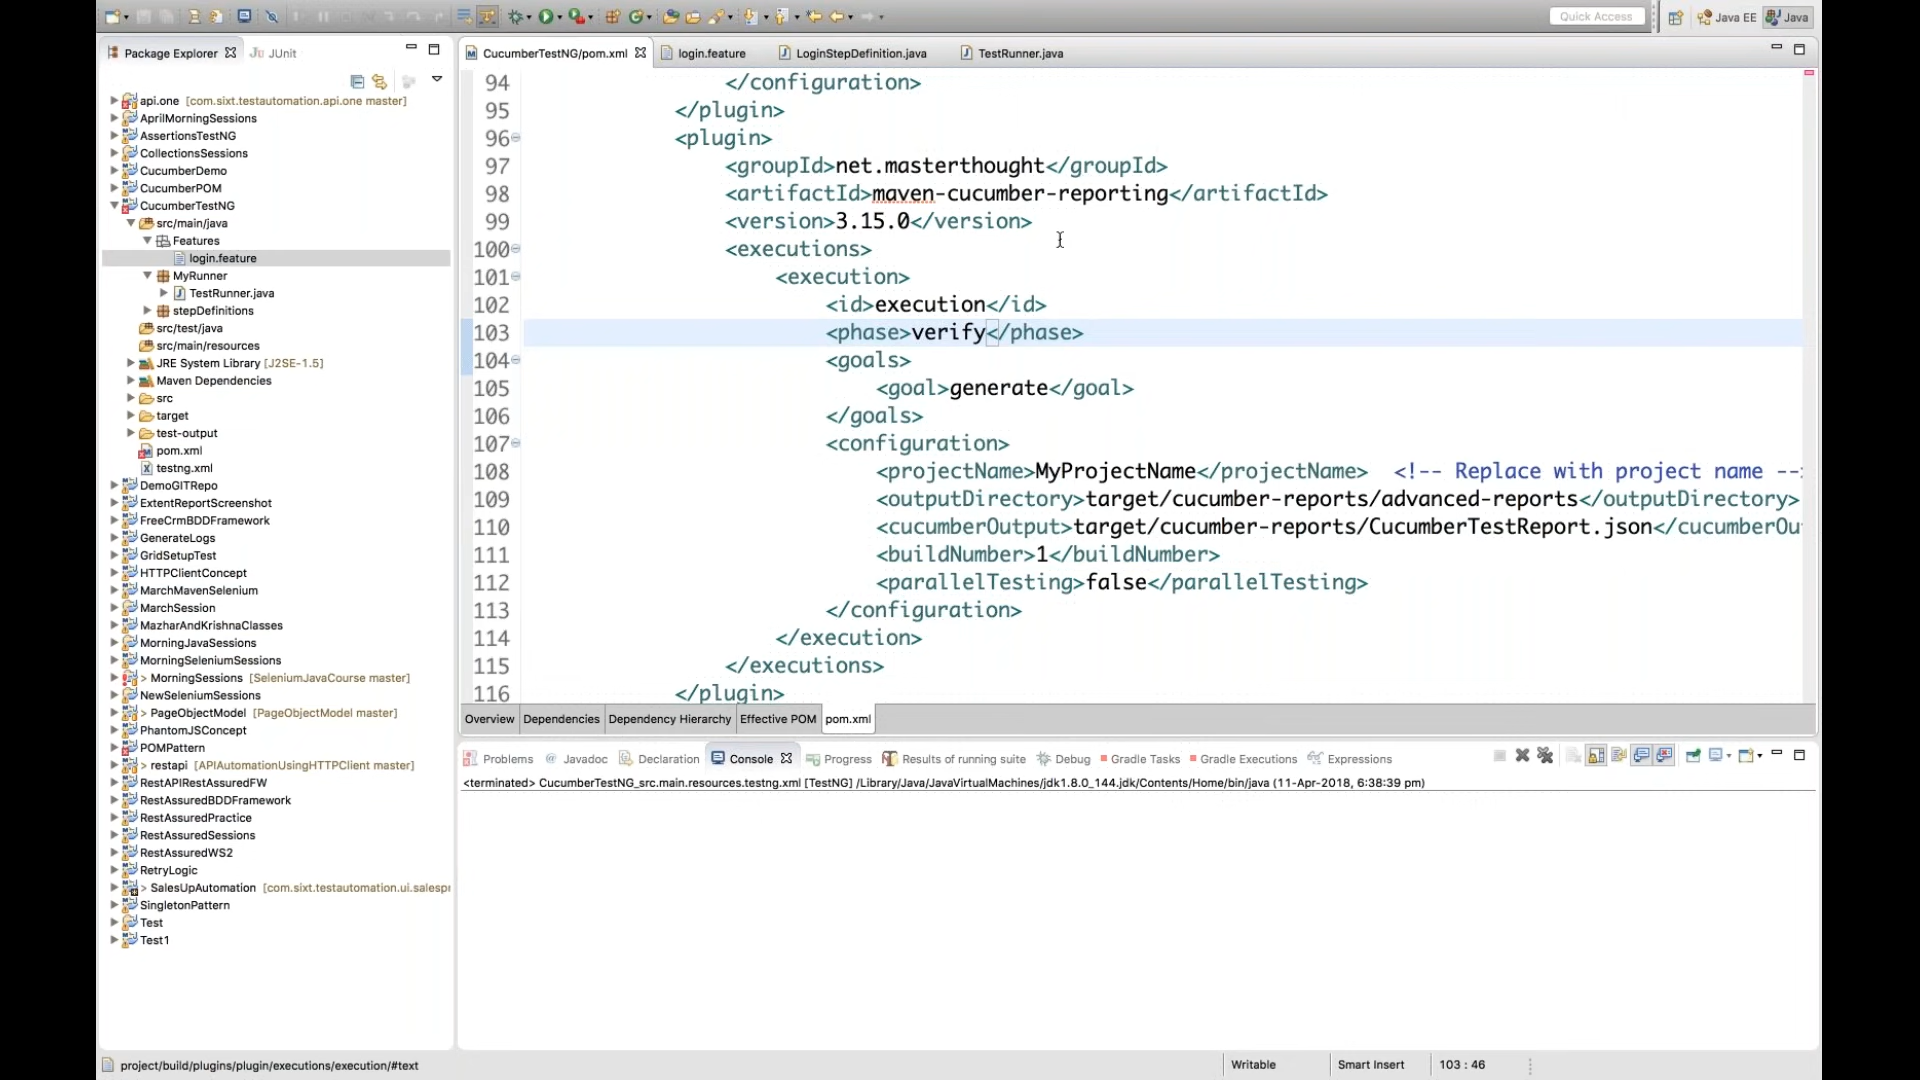 Quick Access
Java EE
Java
Package Explorer
JUnit
CucumberTestNG/pom.xml
login.feature
LoginStepDefinition.java
TestRunner.java
api.one [com.sixt.testautomation.api.one master]
AprilMorningSessions
AssertionsTestNG
CollectionsSessions
CucumberDemo
CucumberPOM
CucumberTestNG
src/main/java
Features
login.feature
MyRunner
TestRunner.java
stepDefinitions
src/test/java
src/main/resources
JRE System Library [J2SE-1.5]
Maven Dependencies
src
target
test-output
pom.xml
testng.xml
DemoGITRepo
ExtentReportScreenshot
FreeCrmBDDFramework
GenerateLogs
GridSetupTest
HTTPClientConcept
MarchMavenSelenium
MarchSession
MazharAndKrishnaClasses
MorningJavaSessions
MorningSeleniumSessions
> MorningSessions [SeleniumJavaCourse master]
NewSeleniumSessions
> PageObjectModel [PageObjectModel master]
PhantomJSConcept
POMPattern
> restapi [APIAutomationUsingHTTPClient master]
RestAPIRestAssuredFW
RestAssuredBDDFramework
RestAssuredPractice
RestAssuredSessions
RestAssuredWS2
RetryLogic
> SalesUpAutomation [com.sixt.testautomation.ui.salespr
SingletonPattern
Test
Test1
94 </configuration>
95 </plugin>
96 <plugin>
97 <groupId>net.masterthought</groupId>
98 <artifactId>maven-cucumber-reporting</artifactId>
99 <version>3.15.0</version>
100 <executions>
101 <execution>
102 <id>execution</id>
103 <phase>verify</phase>
104 <goals>
105 <goal>generate</goal>
106 </goals>
107 <configuration>
108 <projectName>MyProjectName</projectName> <!-- Replace with project name --
109 <outputDirectory>target/cucumber-reports/advanced-reports</outputDirectory>
110 <cucumberOutput>target/cucumber-reports/CucumberTestReport.json</cucumberOu
111 <buildNumber>1</buildNumber>
112 <parallelTesting>false</parallelTesting>
113 </configuration>
114 </execution>
115 </executions>
116 </plugin>
Overview Dependencies Dependency Hierarchy Effective POM pom.xml
Problems @ Javadoc Declaration Console Progress Results of running suite Debug Gradle Tasks Gradle Executions Expressions
<terminated> CucumberTestNG_src.main.resources.testng.xml [TestNG] /Library/Java/JavaVirtualMachines/jdk1.8.0_144.jdk/Contents/Home/bin/java (11-Apr-2018, 6:38:39 pm)
project/build/plugins/plugin/executions/execution/#text
Writable
Smart Insert
103 : 46